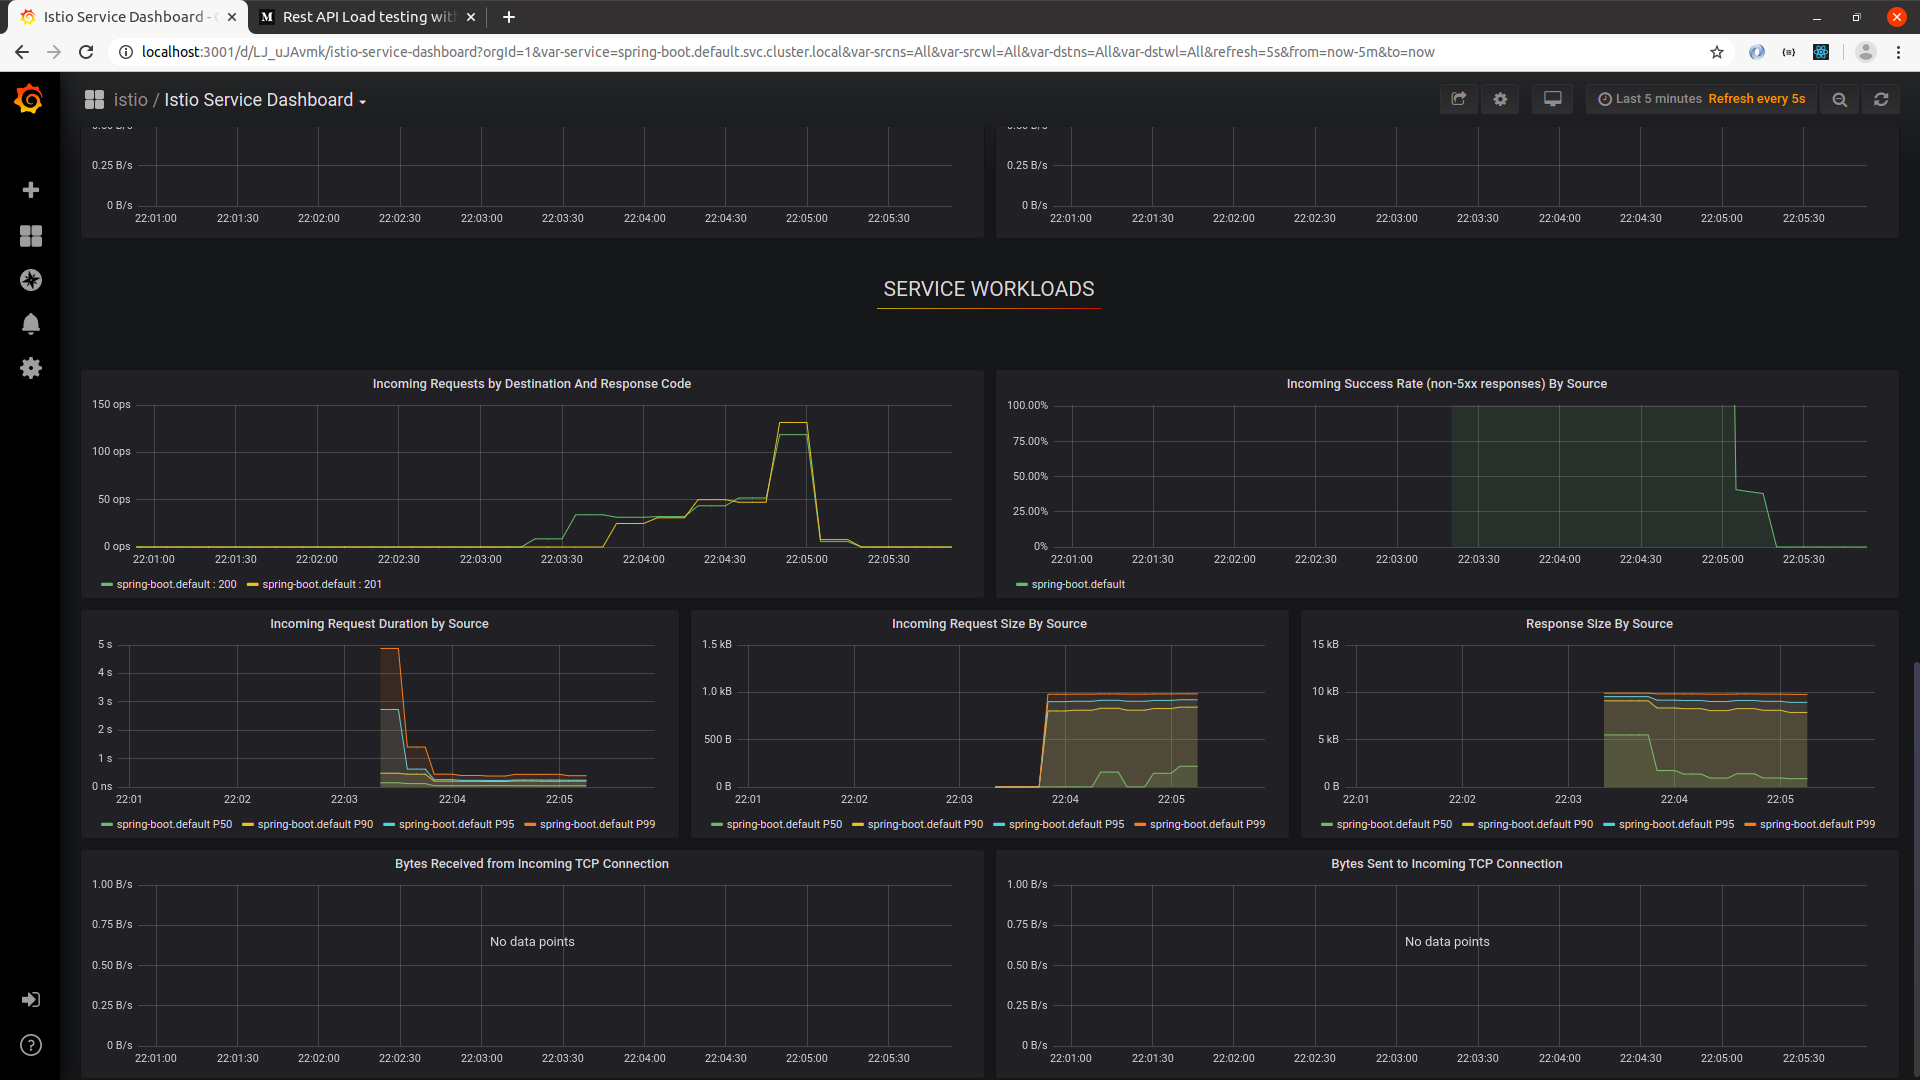 Istio Service Dashboard -
Rest API Load testing wit
localhost:3001/d/LJ_uJAvmk/istio-service-dashboard?orgId=1&var-service=spring-boot.default.svc.cluster.local&var-srcns=All&var-srcwl=All&var-dstns=All&var-dstwl=All&refresh=5s&from=now-5m&to=now
istio / Istio Service Dashboard
Last 5 minutes Refresh every 5s
0.25 B/s
0 B/s
22:01:00 22:01:30 22:02:00 22:02:30 22:03:00 22:03:30 22:04:00 22:04:30 22:05:00 22:05:30
0.25 B/s
0 B/s
22:01:00 22:01:30 22:02:00 22:02:30 22:03:00 22:03:30 22:04:00 22:04:30 22:05:00 22:05:30
SERVICE WORKLOADS
Incoming Requests by Destination And Response Code
150 ops
100 ops
50 ops
0 ops
22:01:00 22:01:30 22:02:00 22:02:30 22:03:00 22:03:30 22:04:00 22:04:30 22:05:00 22:05:30
spring-boot.default : 200 spring-boot.default : 201
Incoming Success Rate (non-5xx responses) By Source
100.00%
75.00%
50.00%
25.00%
0%
22:01:00 22:01:30 22:02:00 22:02:30 22:03:00 22:03:30 22:04:00 22:04:30 22:05:00 22:05:30
spring-boot.default
Incoming Request Duration by Source
5 s
4 s
3 s
2 s
1 s
0 ns
22:01 22:02 22:03 22:04 22:05
spring-boot.default P50 spring-boot.default P90 spring-boot.default P95 spring-boot.default P99
Incoming Request Size By Source
1.5 kB
1.0 kB
500 B
0 B
22:01 22:02 22:03 22:04 22:05
spring-boot.default P50 spring-boot.default P90 spring-boot.default P95 spring-boot.default P99
Response Size By Source
15 kB
10 kB
5 kB
0 B
22:01 22:02 22:03 22:04 22:05
spring-boot.default P50 spring-boot.default P90 spring-boot.default P95 spring-boot.default P99
Bytes Received from Incoming TCP Connection
1.00 B/s
0.75 B/s
No data points
0.50 B/s
0.25 B/s
0 B/s
22:01:00 22:01:30 22:02:00 22:02:30 22:03:00 22:03:30 22:04:00 22:04:30 22:05:00 22:05:30
Bytes Sent to Incoming TCP Connection
1.00 B/s
0.75 B/s
No data points
0.50 B/s
0.25 B/s
0 B/s
22:01:00 22:01:30 22:02:00 22:02:30 22:03:00 22:03:30 22:04:00 22:04:30 22:05:00 22:05:30